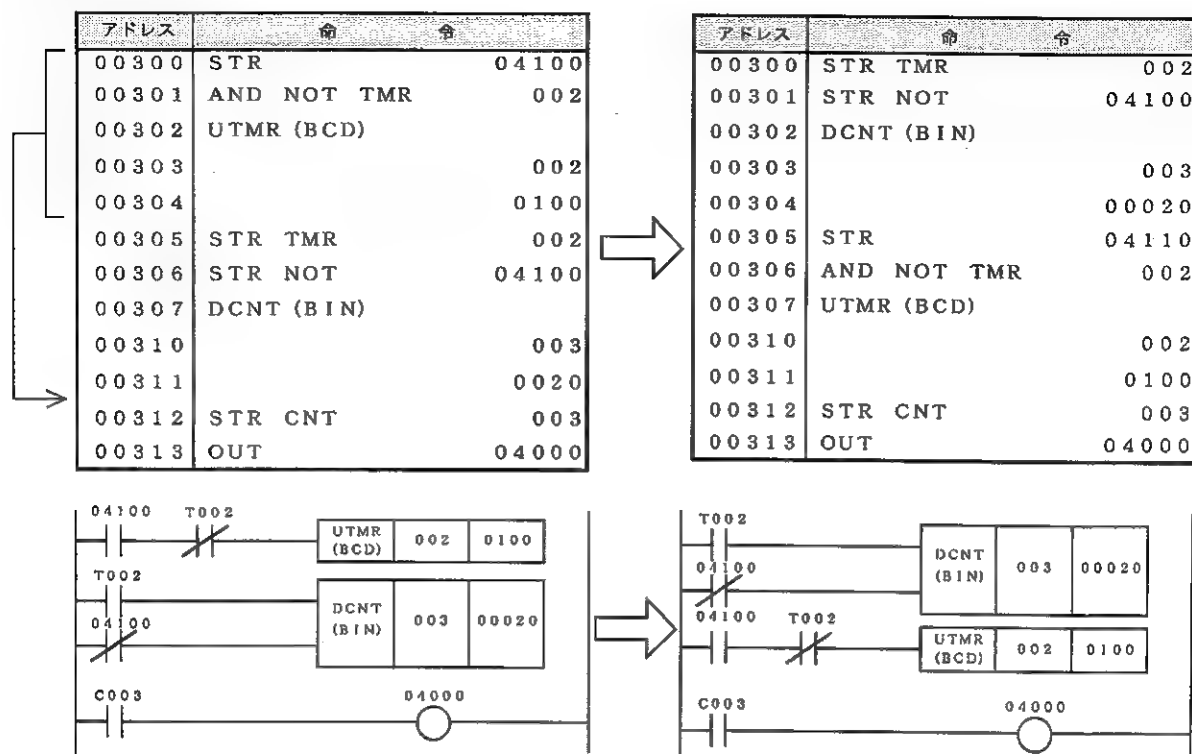 アドレス 命 令
00300 STR 04100
00301 AND NOT TMR 002
00302 UTMR (BCD)
00303 002
00304 0100
00305 STR TMR 002
00306 STR NOT 04100
00307 DCNT (BIN)
00310 003
00311 0020
00312 STR CNT 003
00313 OUT 04000
アドレス 命 令
00300 STR TMR 002
00301 STR NOT 04100
00302 DCNT (BIN)
00303 003
00304 00020
00305 STR 04110
00306 AND NOT TMR 002
00307 UTMR (BCD)
00310 002
00311 0100
00312 STR CNT 003
00313 OUT 04000
04100 T002
UTMR (BCD) 002 0100
T002
04100
DCNT (BIN) 003 00020
C003 04000
T002
04100
DCNT (BIN) 003 00020
04100 T002
UTMR (BCD) 002 0100
C003 04000